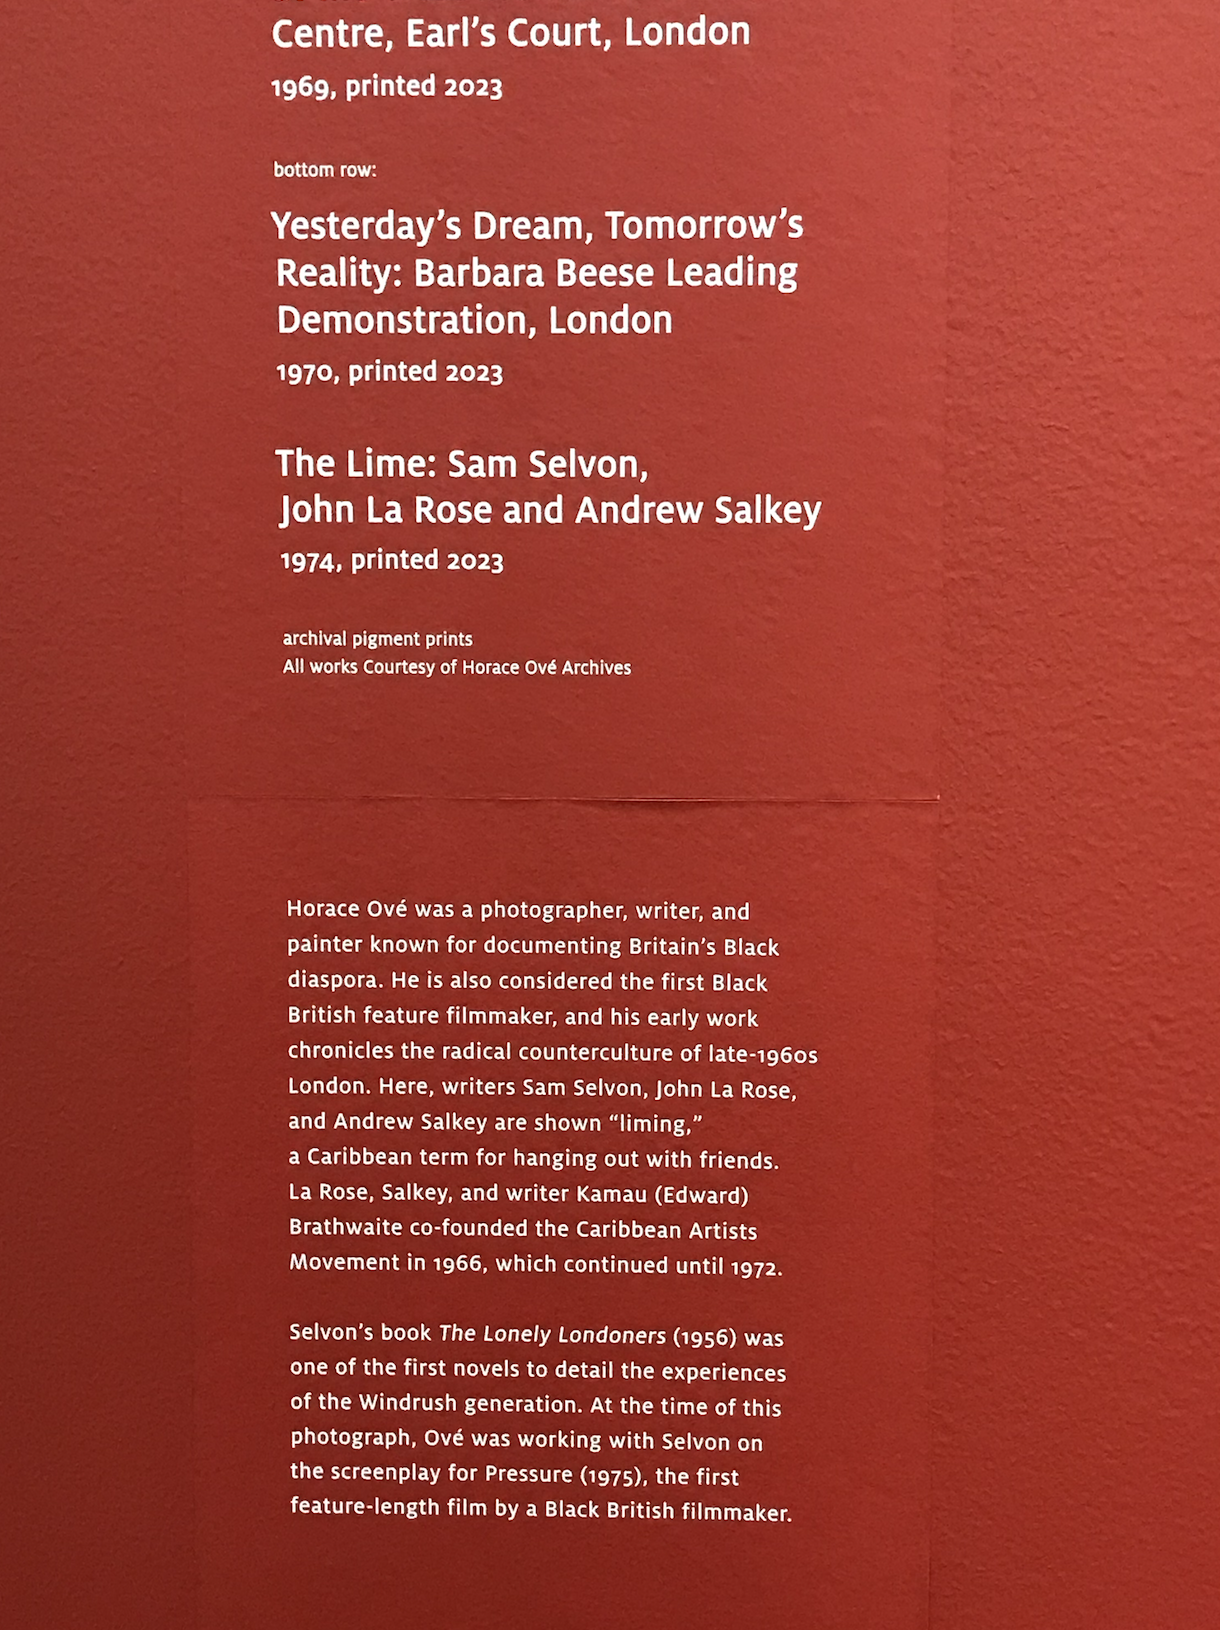 Centre, Earl's Court, London
1969, printed 2023
bottom row:
Yesterday's Dream, Tomorrow's
Reality: Barbara Beese Leading
Demonstration, London
1970, printed 2023
The Lime: Sam Selvon,
John La Rose and Andrew Salkey
1974, printed 2023
archival pigment prints
All works Courtesy of Horace Ové Archives
Horace Ové was a photographer, writer, and
painter known for documenting Britain's Black
diaspora. He is also considered the first Black
British feature filmmaker, and his early work
chronicles the radical counterculture of late-1960s
London. Here, writers Sam Selvon, John La Rose,
and Andrew Salkey are shown “liming,”
a Caribbean term for hanging out with friends.
La Rose, Salkey, and writer Kamau (Edward)
Brathwaite co-founded the Caribbean Artists
Movement in 1966, which continued until 1972.
Selvon's book The Lonely Londoners (1956) was
one of the first novels to detail the experiences
of the Windrush generation. At the time of this
photograph, Ové was working with Selvon on
the screenplay for Pressure (1975), the first
feature-length film by a Black British filmmaker.